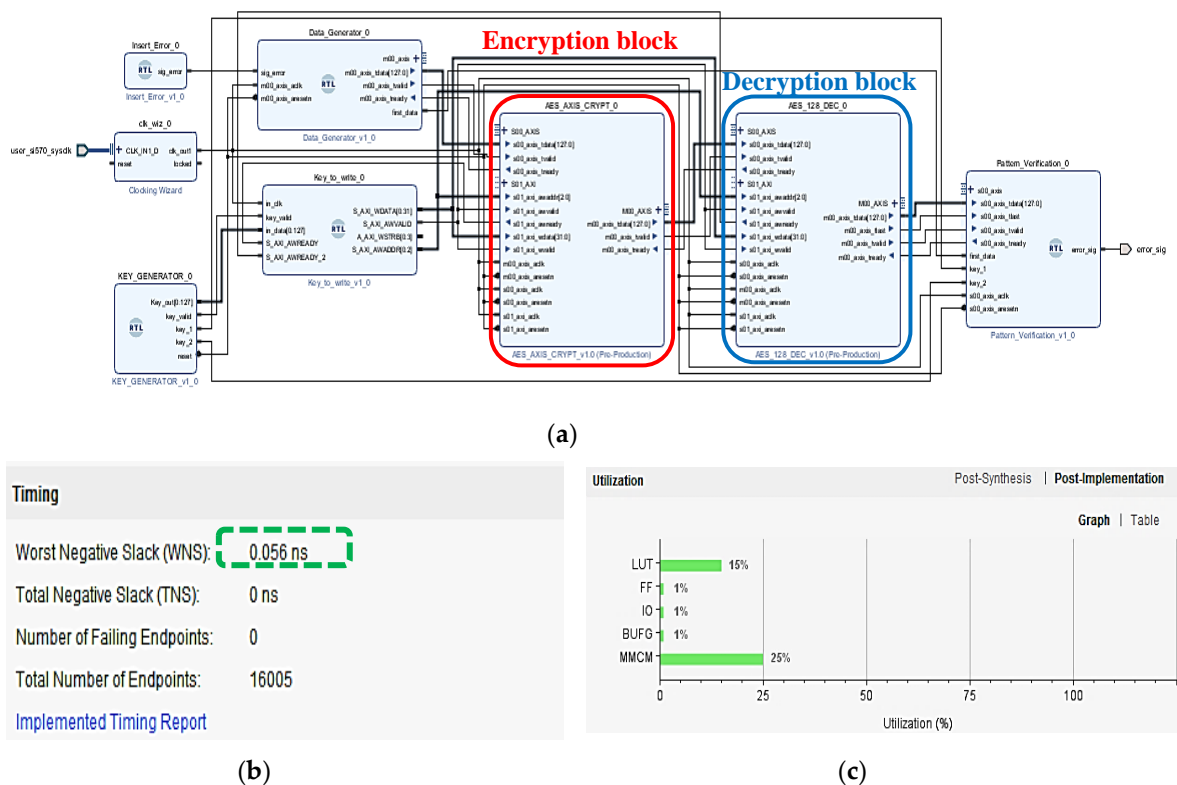 Encryption block
Decryption block
Insert_Error_0
RTL
sig_error
Insert_Error_v1_0
user_si570_sysclk
clk_wiz_0
CLK_IN1_D
clk_out1
reset
locked
Clocking Wizard
Data_Generator_0
sig_error
m00_axis_aclk
m00_axis_aresetn
RTL
m00_axis
m00_axis_tdata[127:0]
m00_axis_tvalid
m00_axis_tready
first_data
Data_Generator_v1_0
Key_to_write_0
in_clk
key_valid
in_data[0:127]
S_AXI_AWREADY
S_AXI_AWREADY_2
RTL
S_AXI_WDATA[0:31]
S_AXI_AWVALID
A_AXI_WSTRB[0:3]
S_AXI_AWADDR[0:2]
Key_to_write_v1_0
KEY_GENERATOR_0
RTL
Key_out[0:127]
key_valid
key_1
key_2
reset
KEY_GENERATOR_v1_0
AES_AXIS_CRYPT_0
S00_AXIS
s00_axis_tdata[127:0]
s00_axis_tvalid
s00_axis_tready
S01_AXI
s01_axi_awaddr[2:0]
s01_axi_awvalid
s01_axi_awready
s01_axi_wdata[31:0]
s01_axi_wvalid
m00_axis_aclk
m00_axis_aresetn
s00_axis_aclk
s00_axis_aresetn
s01_axi_aclk
s01_axi_aresetn
M00_AXIS
m00_axis_tdata[127:0]
m00_axis_tvalid
m00_axis_tready
AES_AXIS_CRYPT_v1.0 (Pre-Production)
AES_128_DEC_0
S00_AXIS
s00_axis_tdata[127:0]
s00_axis_tvalid
s00_axis_tready
S01_AXI
s01_axi_awaddr[2:0]
s01_axi_awvalid
s01_axi_awready
s01_axi_wdata[31:0]
s01_axi_wvalid
s00_axis_aclk
s00_axis_aresetn
m00_axis_aclk
m00_axis_aresetn
s01_axi_aclk
s01_axi_aresetn
M00_AXIS
m00_axis_tdata[127:0]
m00_axis_tlast
m00_axis_tvalid
m00_axis_tready
AES_128_DEC_v1.0 (Pre-Production)
Pattern_Verification_0
s00_axis
s00_axis_tdata[127:0]
s00_axis_tlast
s00_axis_tvalid
s00_axis_tready
first_data
key_1
key_2
s00_axis_aclk
s00_axis_aresetn
RTL
error_sig
error_sig
Pattern_Verification_v1_0
(a)
Timing
Worst Negative Slack (WNS): 0.056 ns
Total Negative Slack (TNS): 0 ns
Number of Failing Endpoints: 0
Total Number of Endpoints: 16005
Implemented Timing Report
(b)
Utilization
Post-Synthesis | Post-Implementation
Graph | Table
LUT 15%
FF 1%
IO 1%
BUFG 1%
MMCM 25%
0 25 50 75 100
Utilization (%)
(c)